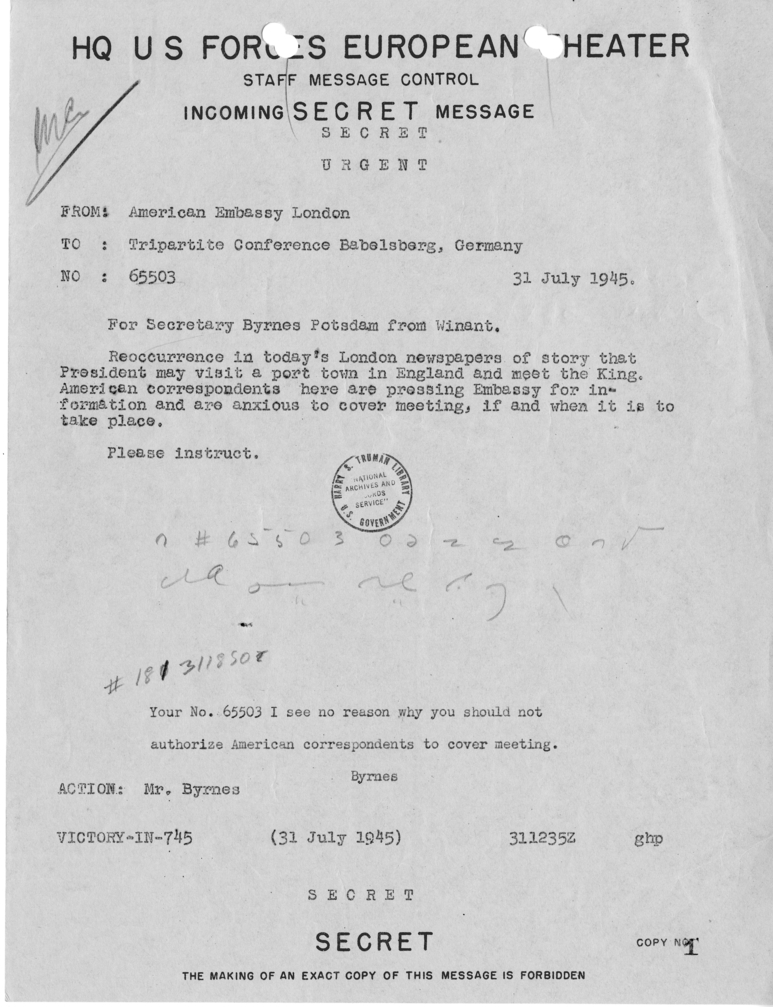 HQ U S FORCES EUROPEAN THEATER
STAFF MESSAGE CONTROL
INCOMING SECRET MESSAGE
S E C R E T
U R G E N T
FROM: American Embassy London
TO : Tripartite Conference Babelsberg, Germany
NO : 65503 31 July 1945.
For Secretary Byrnes Potsdam from Winant.
Reoccurrence in today's London newspapers of story that
President may visit a port town in England and meet the King.
American correspondents here are pressing Embassy for in-
formation and are anxious to cover meeting, if and when it is to
take place.
Please instruct.
HARRY S. TRUMAN LIBRARY
NATIONAL
ARCHIVES AND
SERVICE
U.S. GOVERNMENT
# 65503
# 181 311850Z
Your No. 65503 I see no reason why you should not
authorize American correspondents to cover meeting.
Byrnes
ACTION: Mr. Byrnes
VICTORY-IN-745 (31 July 1945) 311235Z ghp
S E C R E T
SECRET
COPY NO. 1
THE MAKING OF AN EXACT COPY OF THIS MESSAGE IS FORBIDDEN